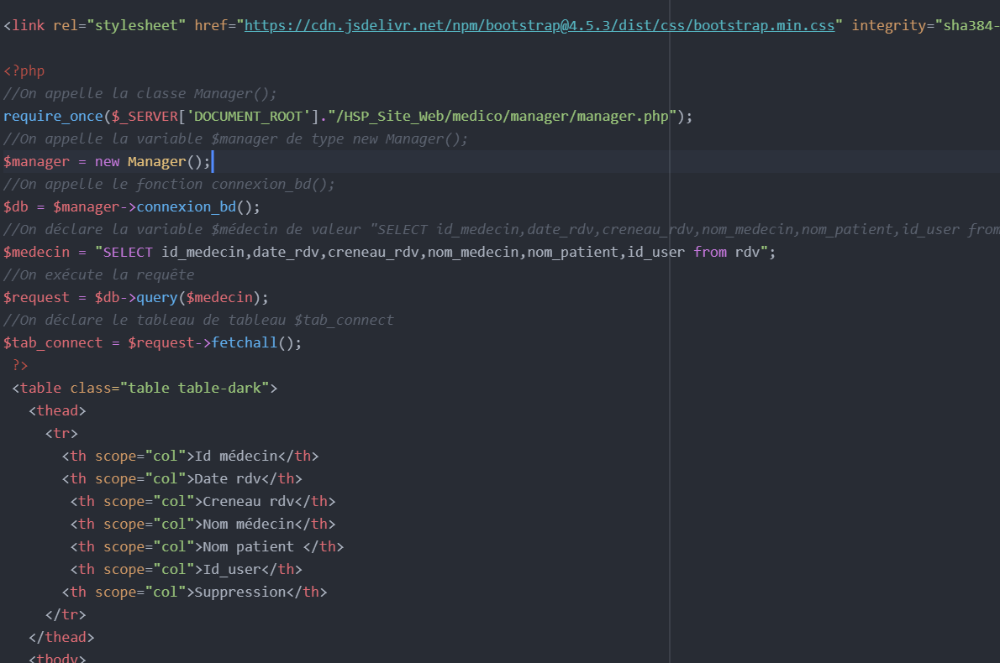 <link rel="stylesheet" href="https://cdn.jsdelivr.net/npm/bootstrap@4.5.3/dist/css/bootstrap.min.css" integrity="sha384-
<?php
//On appelle la classe Manager();
require_once($_SERVER['DOCUMENT_ROOT']."/HSP_Site_Web/medico/manager/manager.php");
//On appelle la variable $manager de type new Manager();
$manager = new Manager();
//On appelle le fonction connexion_bd();
$db = $manager->connexion_bd();
//On déclare la variable $médecin de valeur "SELECT id_medecin,date_rdv,creneau_rdv,nom_medecin,nom_patient,id_user from
$medecin = "SELECT id_medecin,date_rdv,creneau_rdv,nom_medecin,nom_patient,id_user from rdv";
//On exécute la requête
$request = $db->query($medecin);
//On déclare le tableau de tableau $tab_connect
$tab_connect = $request->fetchall();
?>
<table class="table table-dark">
<thead>
<tr>
<th scope="col">Id médecin</th>
<th scope="col">Date rdv</th>
<th scope="col">Creneau rdv</th>
<th scope="col">Nom médecin</th>
<th scope="col">Nom patient </th>
<th scope="col">Id_user</th>
<th scope="col">Suppression</th>
</tr>
</thead>
<tbody>